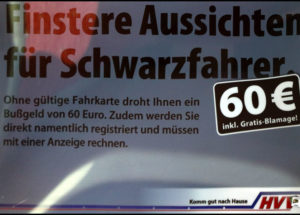 Finstere Aussichten
für Schwarzfahrer.
60 €
inkl. Gratis-Blamage!
Ohne gültige Fahrkarte droht Ihnen ein
Bußgeld von 60 Euro. Zudem werden Sie
direkt namentlich registriert und müssen
mit einer Anzeige rechnen.
Komm gut nach Hause